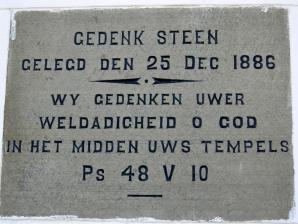 GEDENK STEEN
GELEGD DEN 25 DEC 1886
WY GEDENKEN UWER
WELDADIGHEID O GOD
IN HET MIDDEN UWS TEMPELS
PS 48 V 10